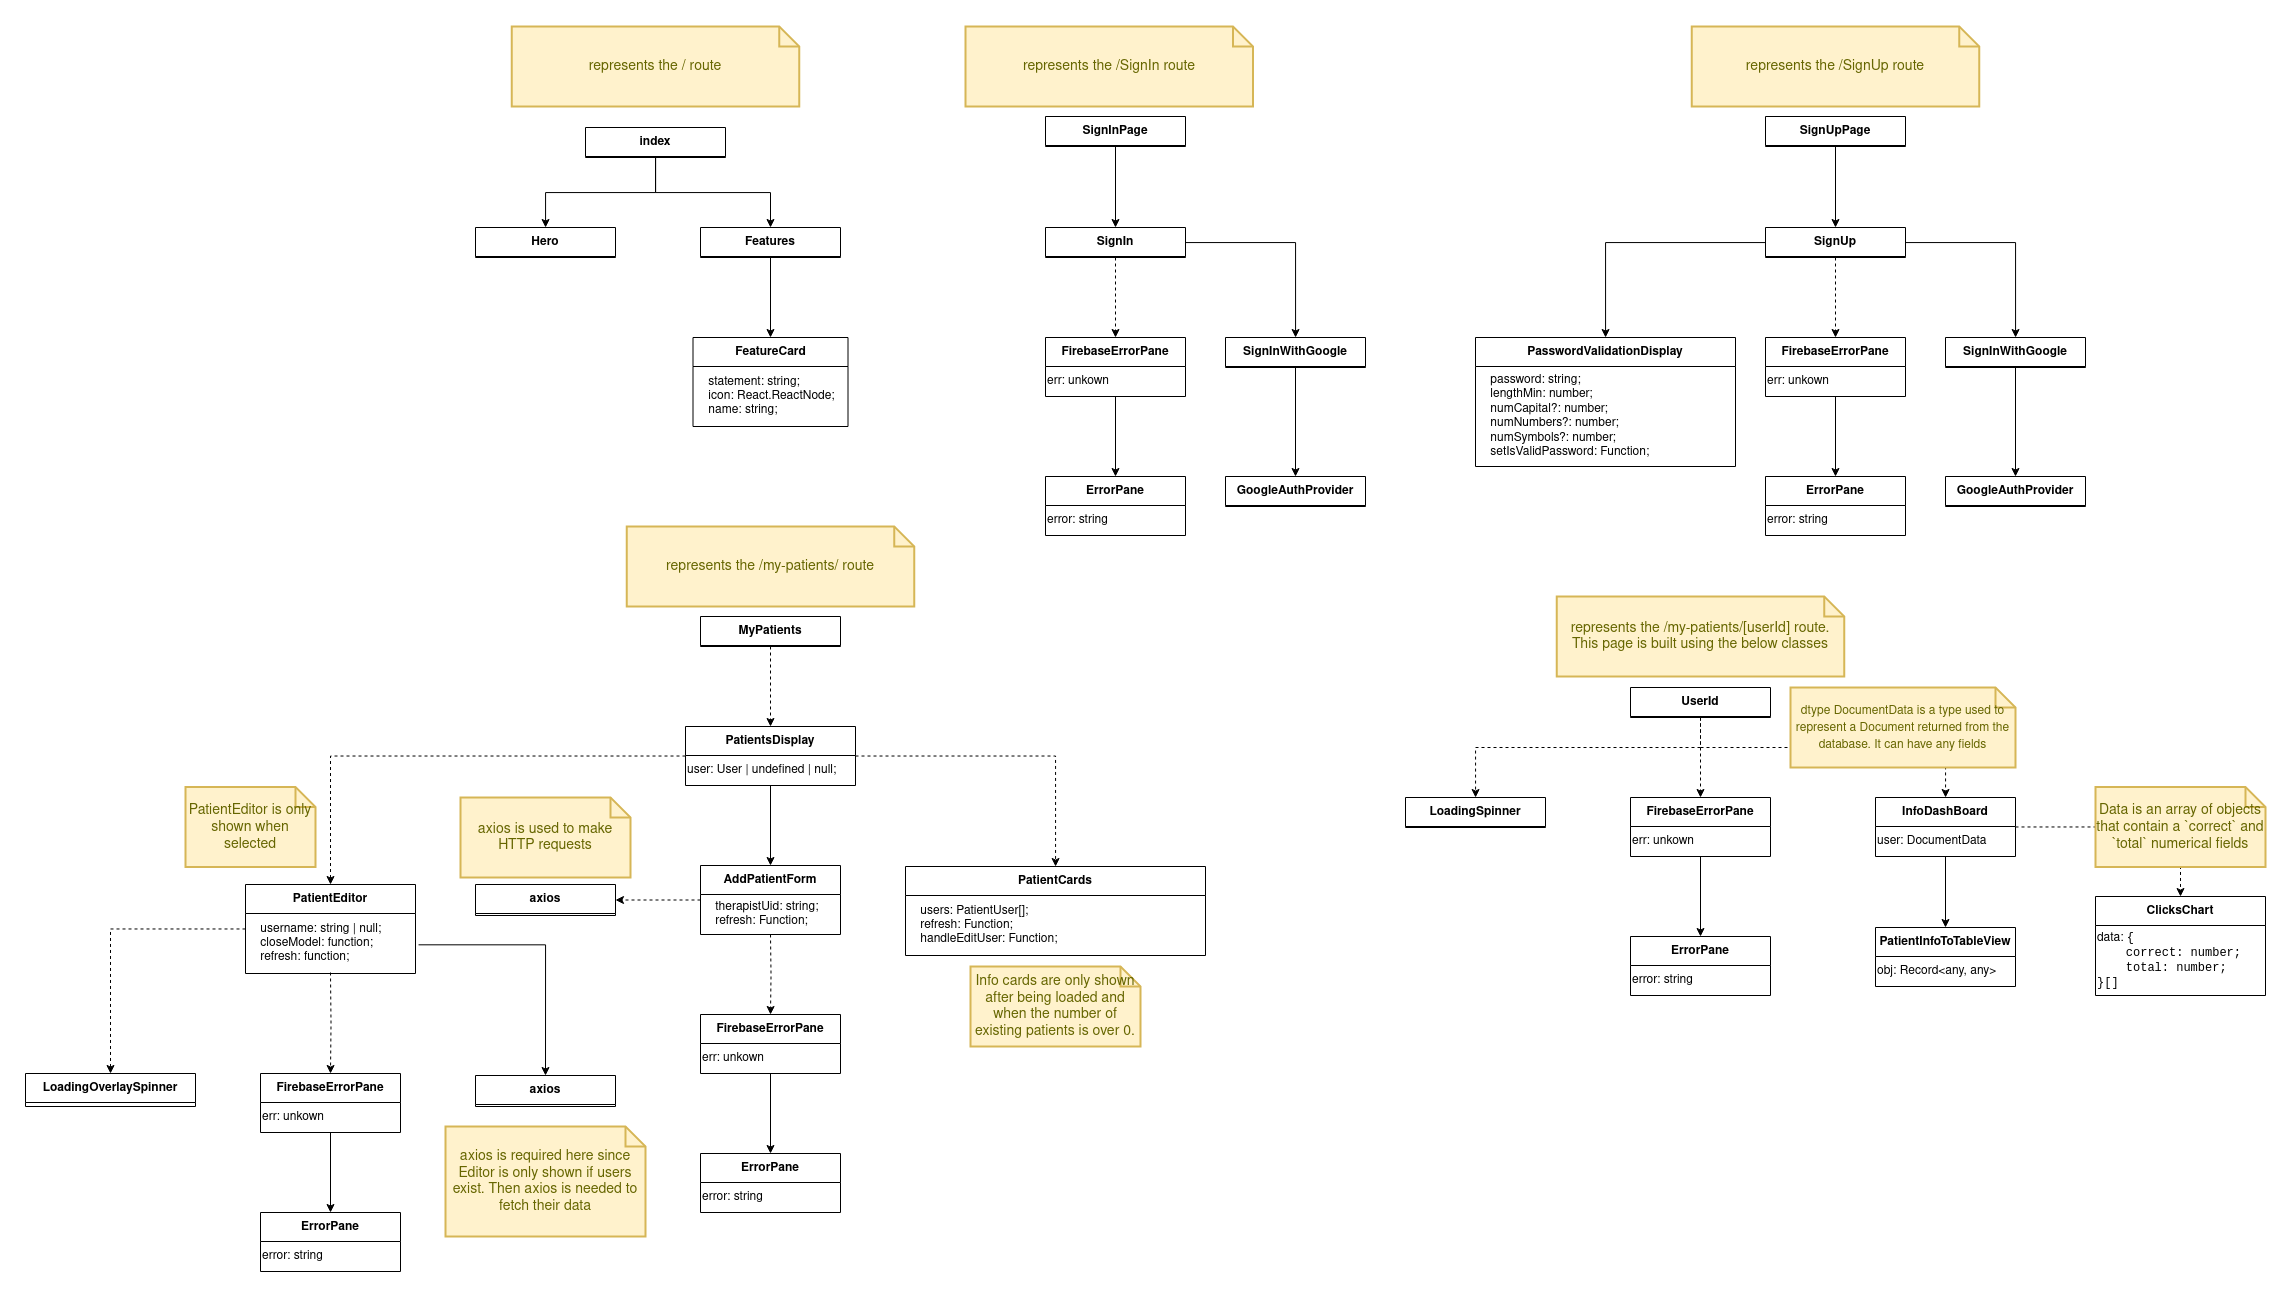 represents the / route
index
Hero
Features
FeatureCard
statement: string;
icon: React.ReactNode;
name: string;
represents the /SignIn route
SignInPage
SignIn
FirebaseErrorPane
err: unkown
SignInWithGoogle
ErrorPane
error: string
GoogleAuthProvider
represents the /SignUp route
SignUpPage
SignUp
PasswordValidationDisplay
password: string;
lengthMin: number;
numCapital?: number;
numNumbers?: number;
numSymbols?: number;
setIsValidPassword: Function;
FirebaseErrorPane
err: unkown
SignInWithGoogle
ErrorPane
error: string
GoogleAuthProvider
represents the /my-patients/ route
MyPatients
PatientsDisplay
user: User | undefined | null;
PatientEditor is only
shown when
selected
axios is used to make
HTTP requests
PatientEditor
username: string | null;
closeModel: function;
refresh: function;
axios
AddPatientForm
therapistUid: string;
refresh: Function;
PatientCards
users: PatientUser[];
refresh: Function;
handleEditUser: Function;
Info cards are only shown
after being loaded and
when the number of
existing patients is over 0.
LoadingOverlaySpinner
FirebaseErrorPane
err: unkown
axios
FirebaseErrorPane
err: unkown
axios is required here since
Editor is only shown if users
exist. Then axios is needed to
fetch their data
ErrorPane
error: string
ErrorPane
error: string
represents the /my-patients/[userId] route.
This page is built using the below classes
UserId
dtype DocumentData is a type used to
represent a Document returned from the
database. It can have any fields
LoadingSpinner
FirebaseErrorPane
err: unkown
InfoDashBoard
user: DocumentData
Data is an array of objects
that contain a `correct` and
`total` numerical fields
ErrorPane
error: string
PatientInfoToTableView
obj: Record<any, any>
ClicksChart
data: {
correct: number;
total: number;
}[]